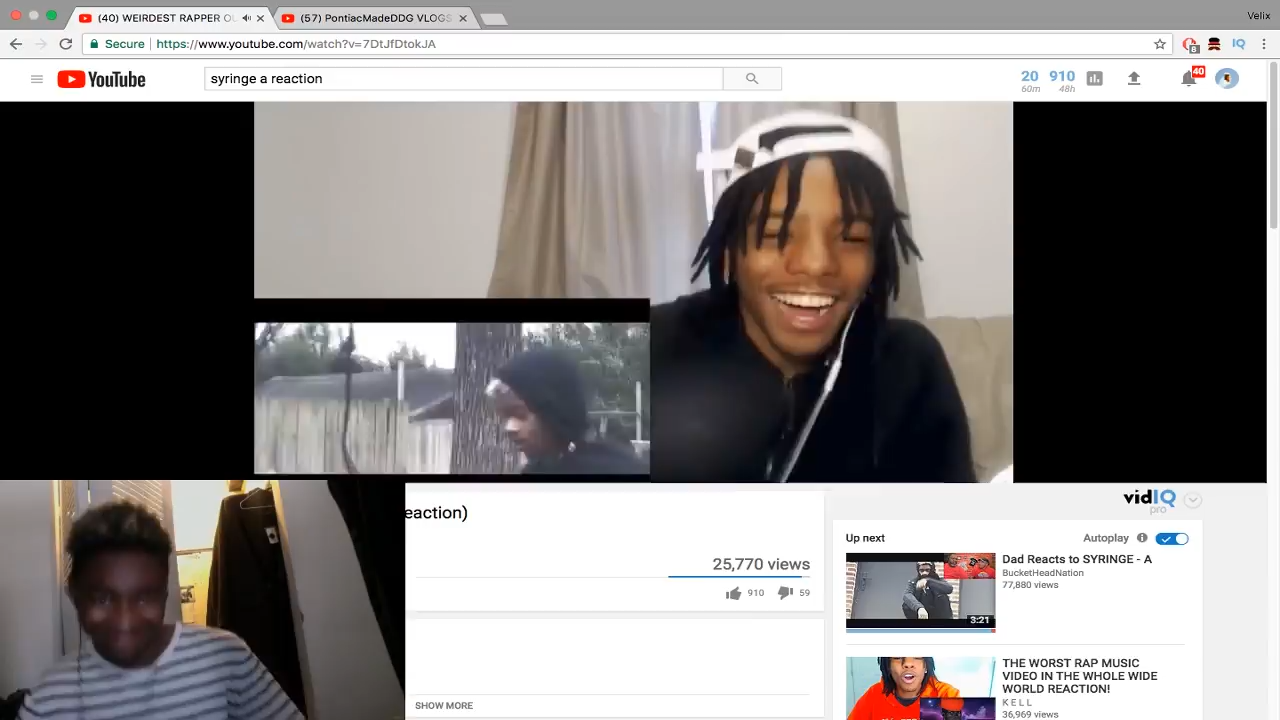 (40) WEIRDEST RAPPER
(57) PontiacMadeDDG VLOGS
Velix
Secure
https://www.youtube.com/watch?v=7DtJfDtokJA
8
IQ
YouTube
syringe a reaction
20 910
60m 48h
40
eaction)
25,770 views
910 59
SHOW MORE
vidIQ
pro
Up next
Autoplay
Dad Reacts to SYRINGE - A
BucketHeadNation
77,880 views
3:21
THE WORST RAP MUSIC
VIDEO IN THE WHOLE WIDE
WORLD REACTION!
K E L L
36,969 views